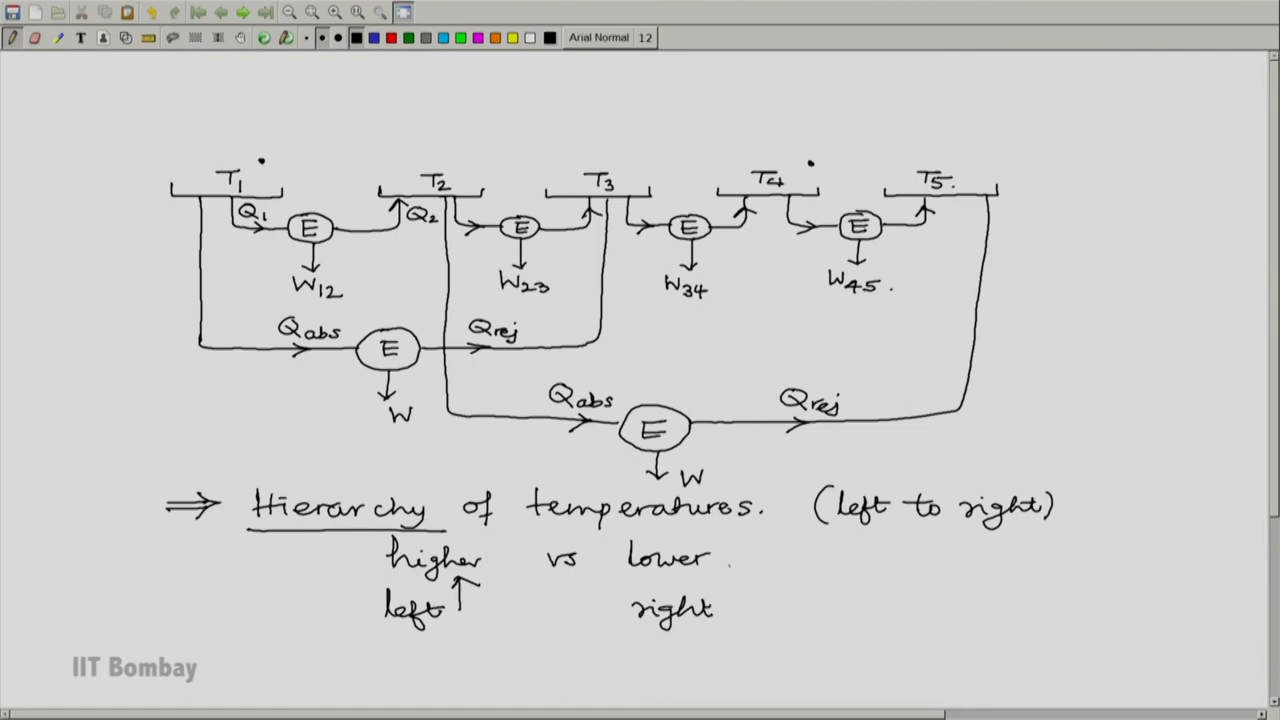 Arial Normal 12
T1 T2 T3 T4 T5.
Q1 E Q2 E E E
W12 W23 W34 W45.
Qabs E Qrej
W
Qabs E Qrej
W
⇒ Hierarchy of temperatures. (left to right)
higher vs lower
left ↑ right
IIT Bombay